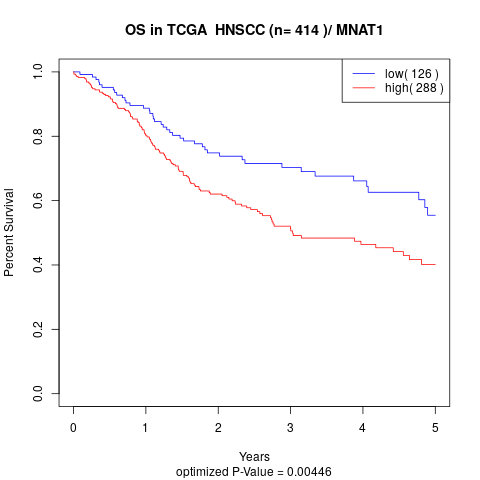 OS in TCGA  HNSCC (n= 414 )/ MNAT1
low( 126 )
high( 288 )
Percent Survival
1.0
0.8
0.6
0.4
0.2
0.0
0 1 2 3 4 5
Years
optimized P-Value = 0.00446